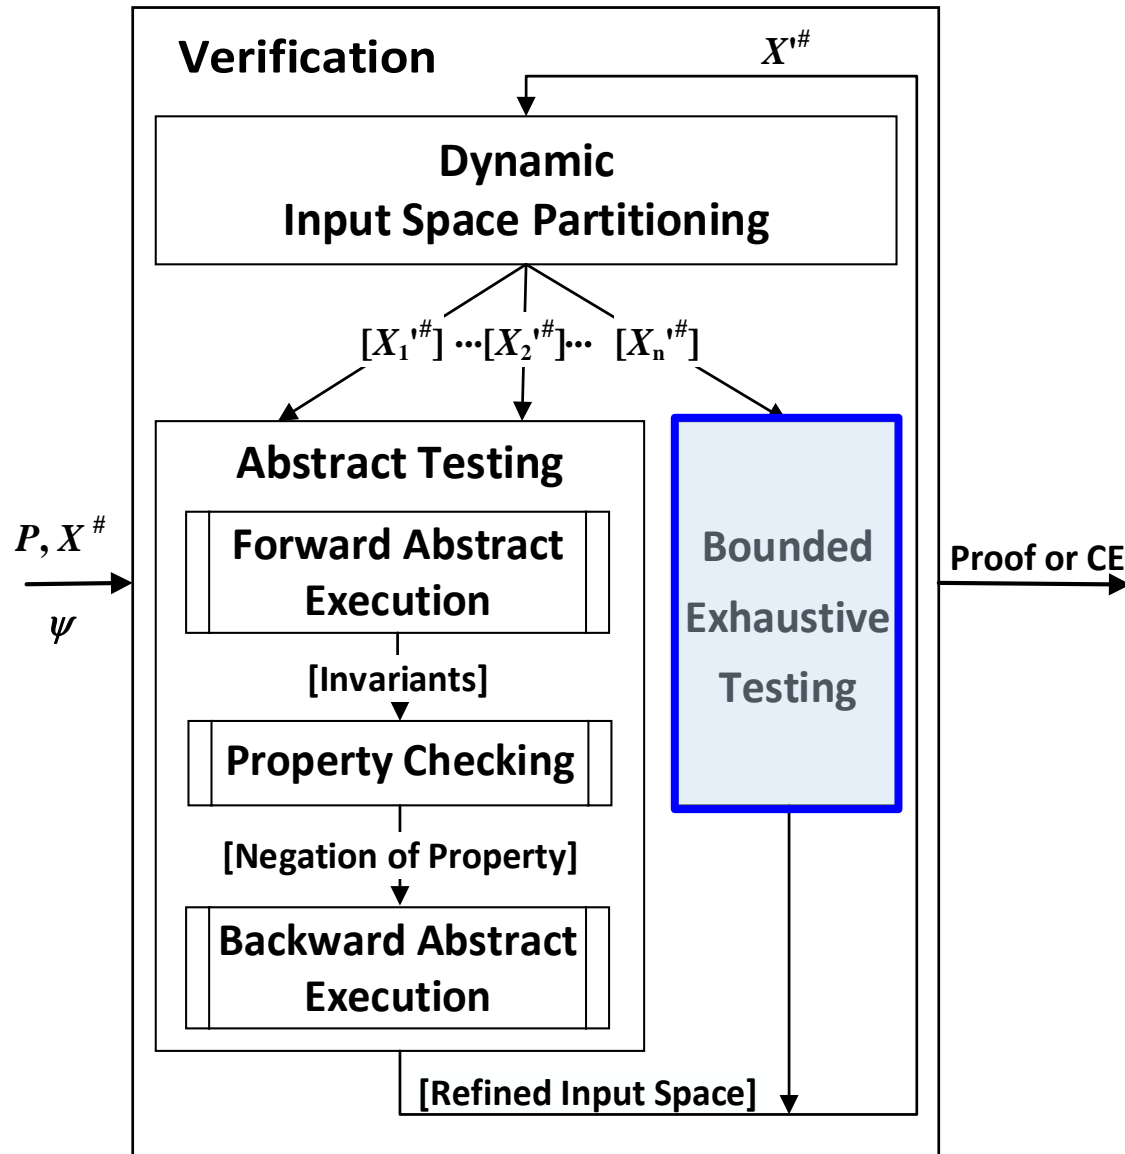 Verification
X'#
Dynamic
Input Space Partitioning
[X1'#] ···[X2'#]··· [Xn'#]
Abstract Testing
Forward Abstract
Execution
[Invariants]
Property Checking
[Negation of Property]
Backward Abstract
Execution
[Refined Input Space]
Bounded
Exhaustive
Testing
P, X #
ψ
Proof or CE